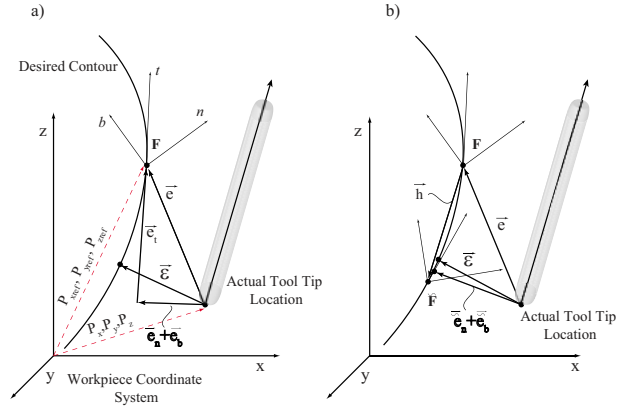 a)
Desired Contour
t
b
n
F
z
e
e_t
ε
P_xref, P_yref, P_zref
P_x, P_y, P_z
e_n+e_b
Actual Tool Tip
Location
x
y
Workpiece Coordinate
System
b)
z
F
h
e
ε
F̂
e_n+e_b
Actual Tool Tip
Location
x
y